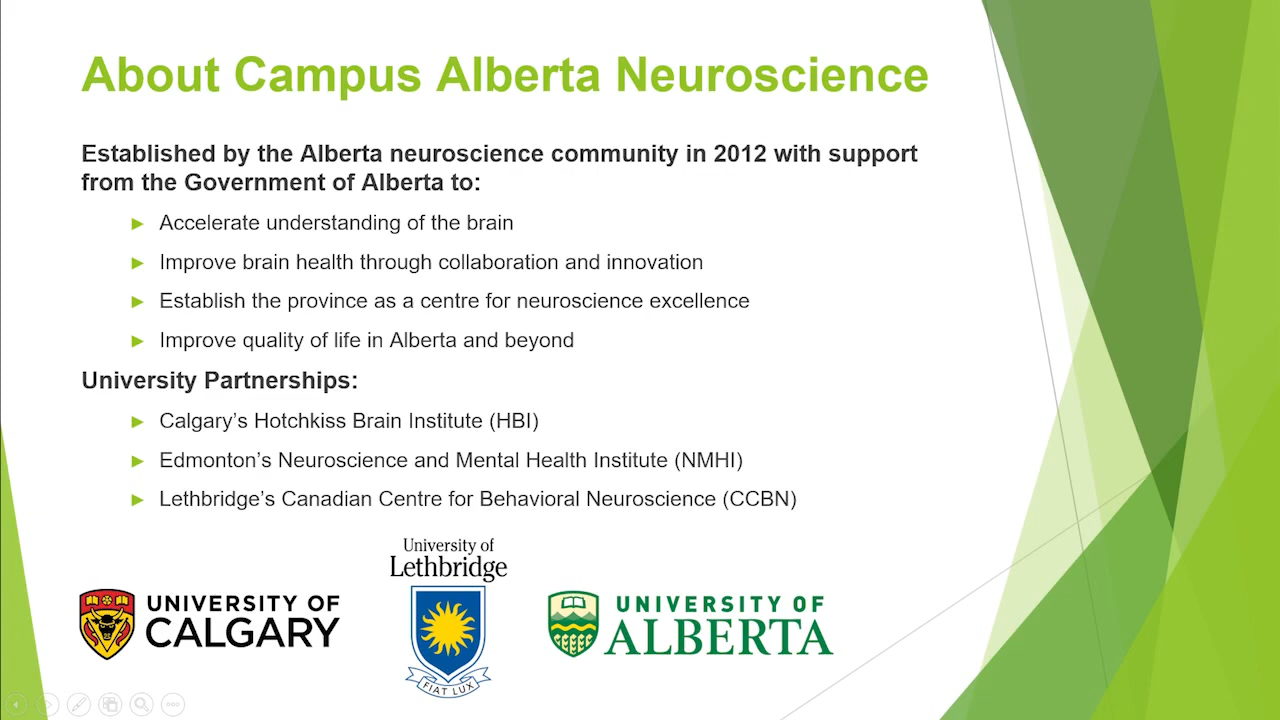 About Campus Alberta Neuroscience
Established by the Alberta neuroscience community in 2012 with support
from the Government of Alberta to:
Accelerate understanding of the brain
Improve brain health through collaboration and innovation
Establish the province as a centre for neuroscience excellence
Improve quality of life in Alberta and beyond
University Partnerships:
Calgary’s Hotchkiss Brain Institute (HBI)
Edmonton’s Neuroscience and Mental Health Institute (NMHI)
Lethbridge’s Canadian Centre for Behavioral Neuroscience (CCBN)
UNIVERSITY OF
CALGARY
University of
Lethbridge
FIAT LUX
UNIVERSITY OF
ALBERTA